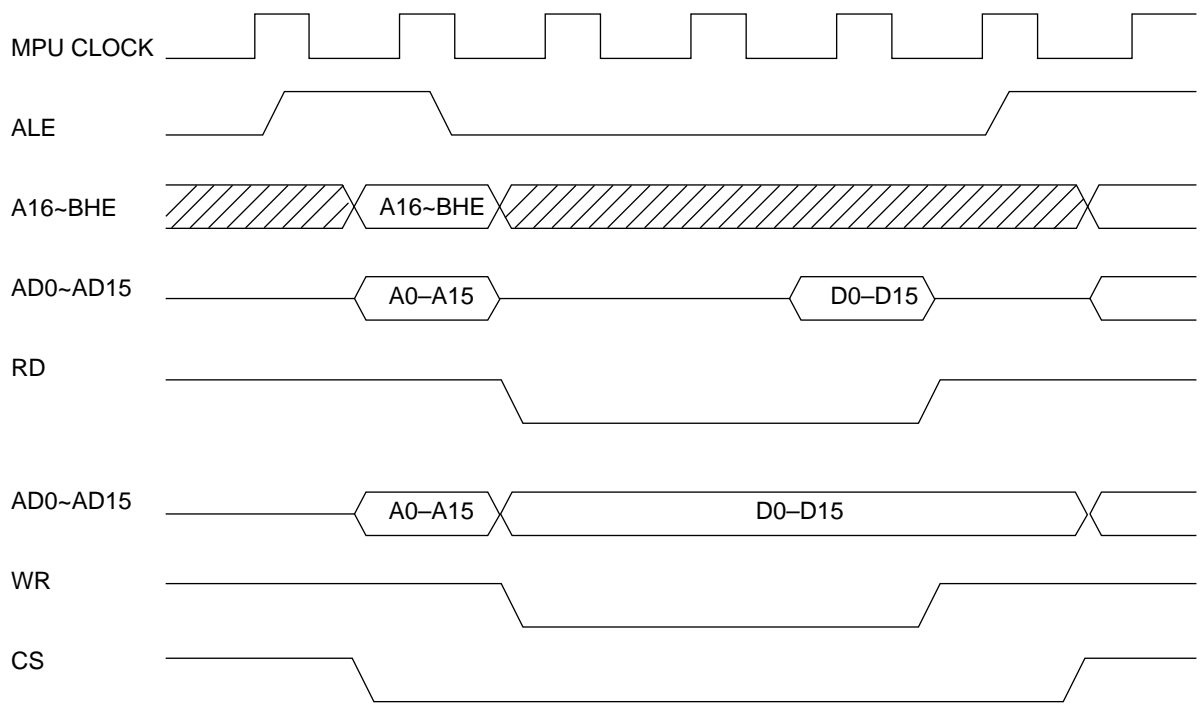 MPU CLOCK
ALE
A16~BHE A16~BHE
AD0~AD15 A0–A15 D0–D15
RD
AD0~AD15 A0–A15 D0–D15
WR
CS